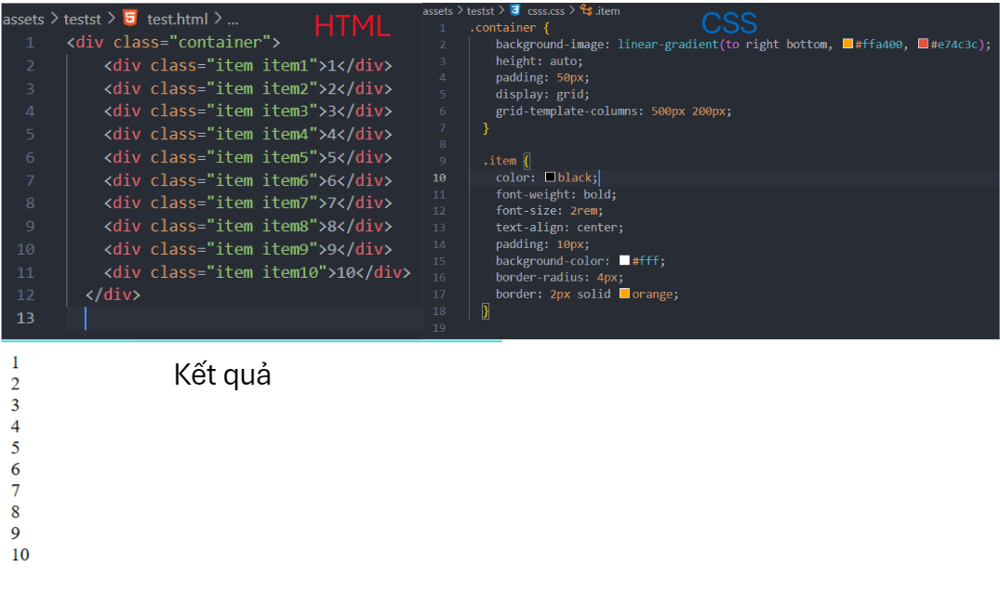 assets > testst > test.html > ...
HTML
1 <div class="container">
2 <div class="item item1">1</div>
3 <div class="item item2">2</div>
4 <div class="item item3">3</div>
5 <div class="item item4">4</div>
6 <div class="item item5">5</div>
7 <div class="item item6">6</div>
8 <div class="item item7">7</div>
9 <div class="item item8">8</div>
10 <div class="item item9">9</div>
11 <div class="item item10">10</div>
12 </div>
13
assets > testst > csss.css > .item
CSS
1 .container {
2 background-image: linear-gradient(to right bottom, #ffa400, #e74c3c);
3 height: auto;
4 padding: 50px;
5 display: grid;
6 grid-template-columns: 500px 200px;
7 }
8
9 .item {
10 color: black;
11 font-weight: bold;
12 font-size: 2rem;
13 text-align: center;
14 padding: 10px;
15 background-color: #fff;
16 border-radius: 4px;
17 border: 2px solid orange;
18 }
19
Kết quả
1
2
3
4
5
6
7
8
9
10